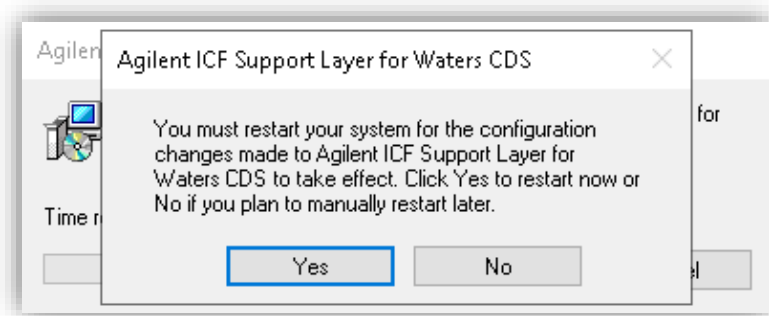 Agilent ICF Support Layer for Waters CDS
for
You must restart your system for the configuration
changes made to Agilent ICF Support Layer for
Waters CDS to take effect. Click Yes to restart now or
No if you plan to manually restart later.
Time
Yes
No